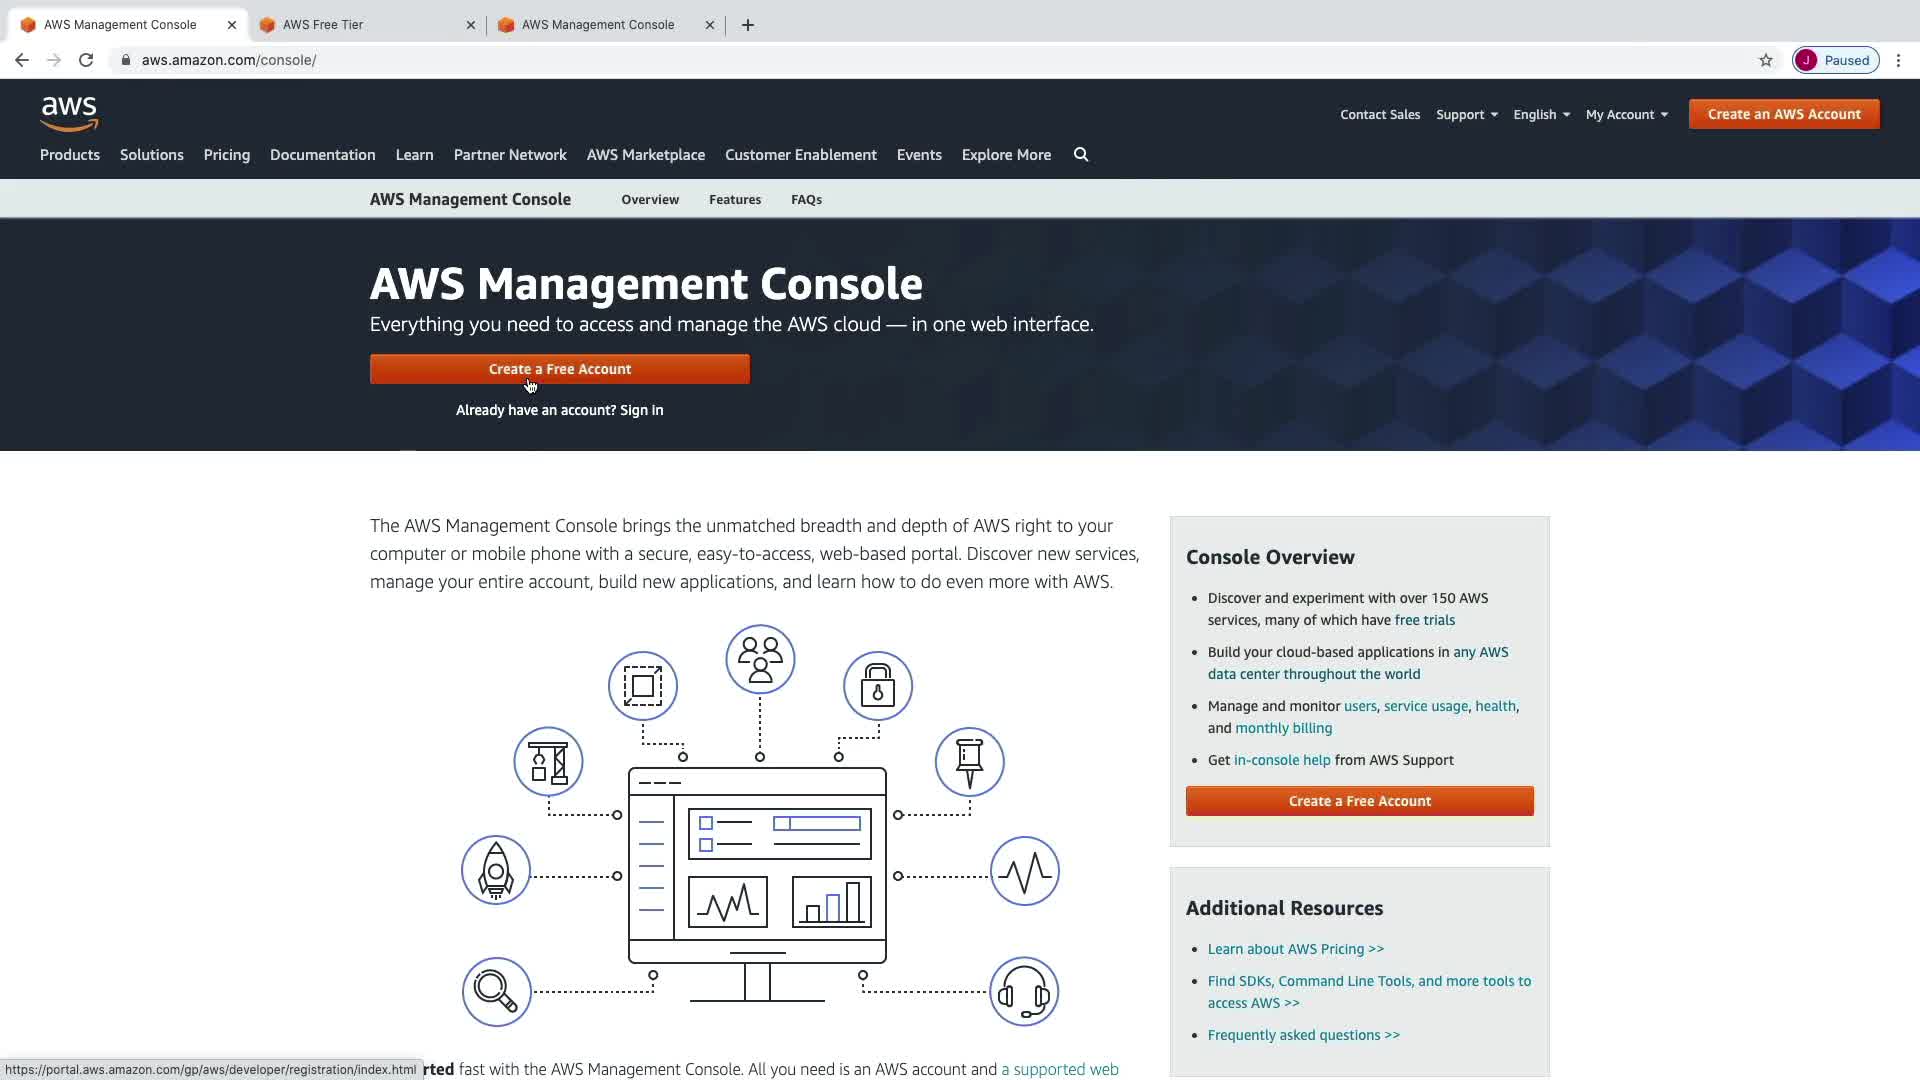 AWS Management Console
AWS Free Tier
AWS Management Console
aws.amazon.com/console/
J
Paused
aws
Contact Sales
Support
English
My Account
Create an AWS Account
Products
Solutions
Pricing
Documentation
Learn
Partner Network
AWS Marketplace
Customer Enablement
Events
Explore More
AWS Management Console
Overview
Features
FAQs
AWS Management Console
Everything you need to access and manage the AWS cloud — in one web interface.
Create a Free Account
Already have an account? Sign in
The AWS Management Console brings the unmatched breadth and depth of AWS right to your
computer or mobile phone with a secure, easy-to-access, web-based portal. Discover new services,
manage your entire account, build new applications, and learn how to do even more with AWS.
Console Overview
• Discover and experiment with over 150 AWS
services, many of which have free trials
• Build your cloud-based applications in any AWS
data center throughout the world
• Manage and monitor users, service usage, health,
and monthly billing
• Get in-console help from AWS Support
Create a Free Account
Additional Resources
• Learn about AWS Pricing >>
• Find SDKs, Command Line Tools, and more tools to
access AWS >>
• Frequently asked questions >>
rted fast with the AWS Management Console. All you need is an AWS account and a supported web
https://portal.aws.amazon.com/gp/aws/developer/registration/index.html